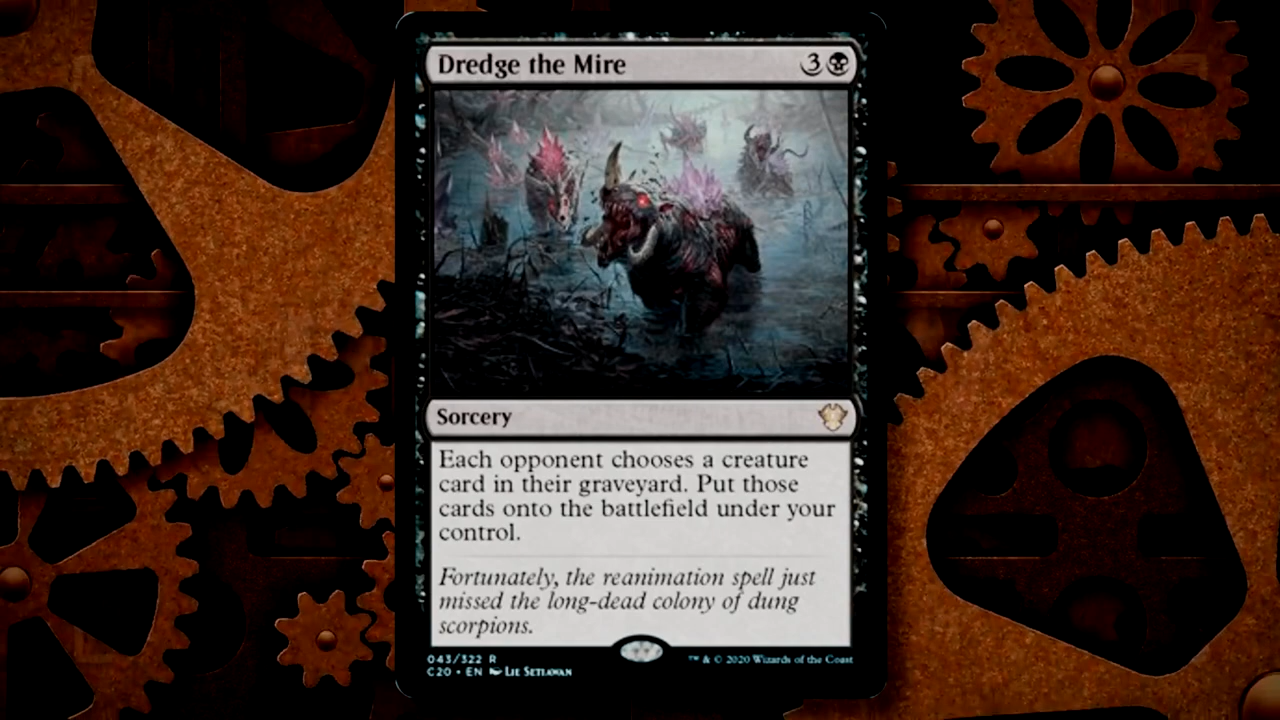 Dredge the Mire 3
Sorcery
Each opponent chooses a creature
card in their graveyard. Put those
cards onto the battlefield under your
control.
Fortunately, the reanimation spell just
missed the long-dead colony of dung
scorpions.
043/322 R
C20 • EN Lie Setiawan
™ & © 2020 Wizards of the Coast